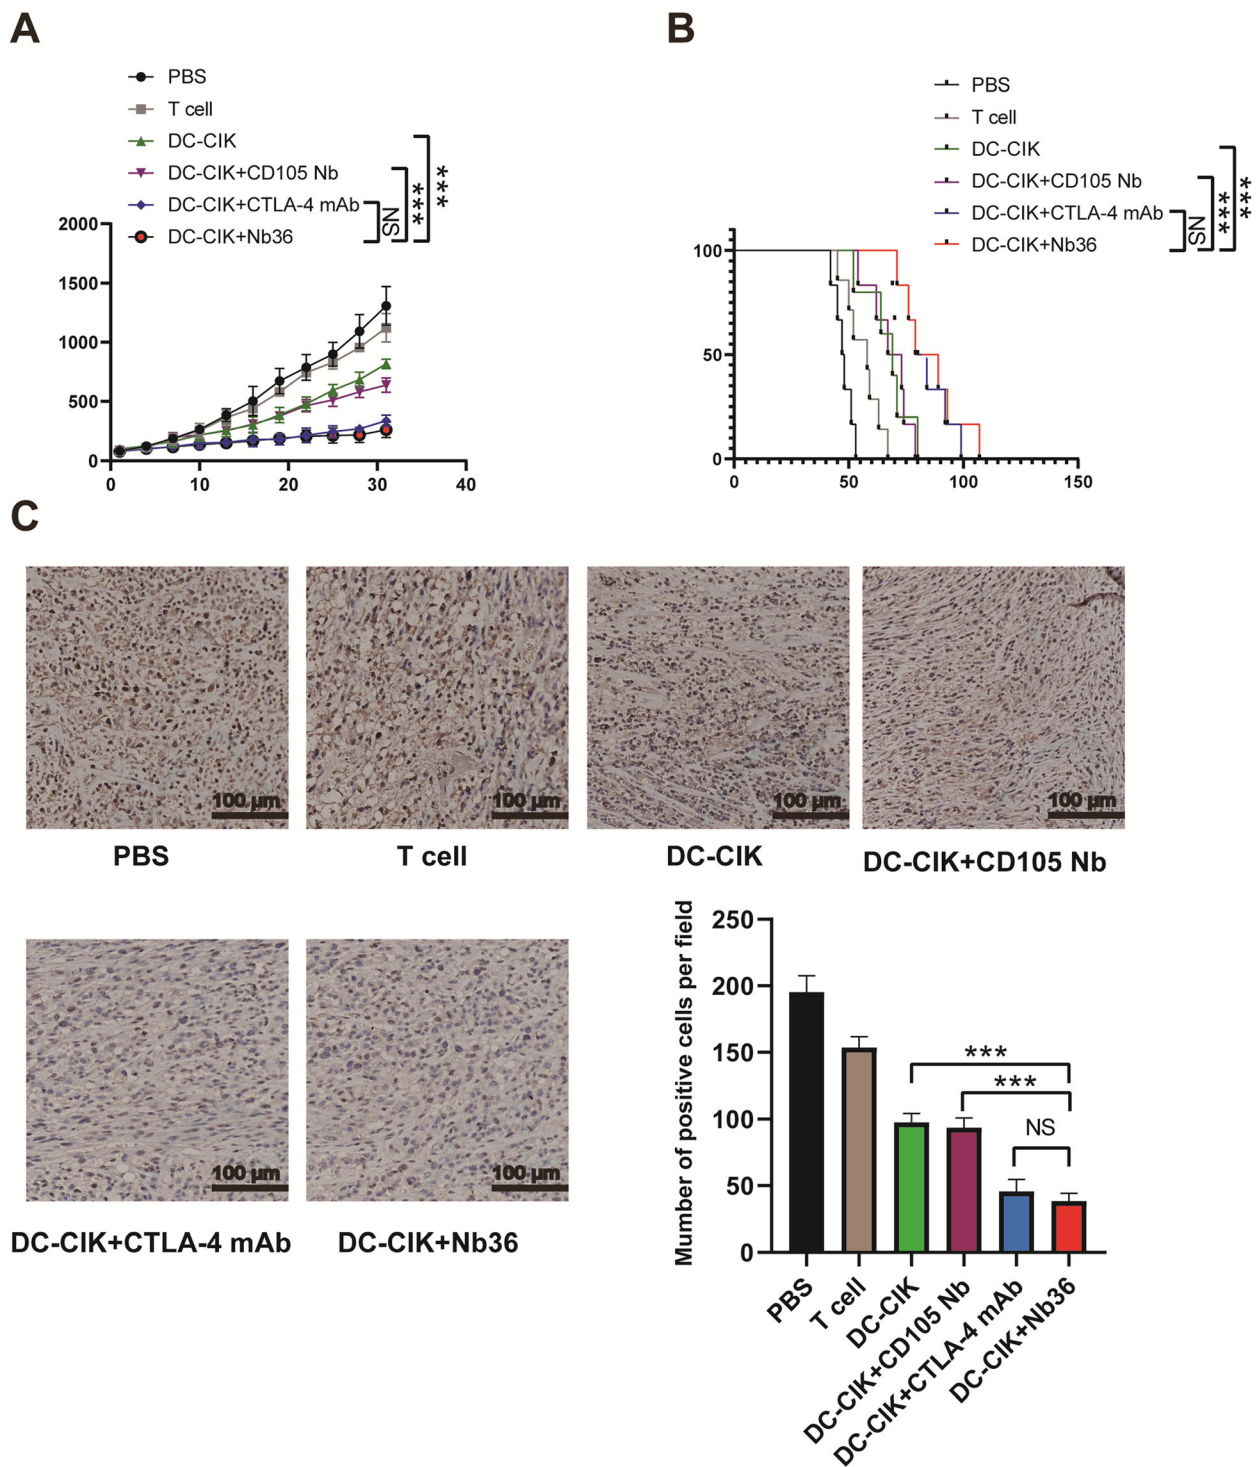 A
PBS
T cell
DC-CIK
DC-CIK+CD105 Nb
DC-CIK+CTLA-4 mAb
DC-CIK+Nb36
NS
***
***
2000
1500
1000
500
0
0
10
20
30
40
B
PBS
T cell
DC-CIK
DC-CIK+CD105 Nb
DC-CIK+CTLA-4 mAb
DC-CIK+Nb36
NS
***
***
100
50
0
0
50
100
150
C
100 µm
100 µm
100 µm
100 µm
PBS
T cell
DC-CIK
DC-CIK+CD105 Nb
100 µm
100 µm
DC-CIK+CTLA-4 mAb
DC-CIK+Nb36
Mumber of positive cells per field
250
200
150
100
50
0
***
***
NS
PBS
T cell
DC-CIK
DC-CIK+CD105 Nb
DC-CIK+CTLA-4 mAb
DC-CIK+Nb36